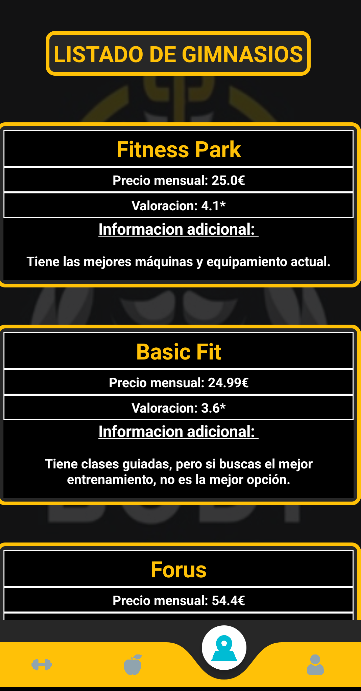 LISTADO DE GIMNASIOS
Fitness Park
Precio mensual: 25.0€
Valoracion: 4.1*
Informacion adicional:
Tiene las mejores máquinas y equipamiento actual.
Basic Fit
Precio mensual: 24.99€
Valoracion: 3.6*
Informacion adicional:
Tiene clases guiadas, pero si buscas el mejor
entrenamiento, no es la mejor opción.
Forus
Precio mensual: 54.4€